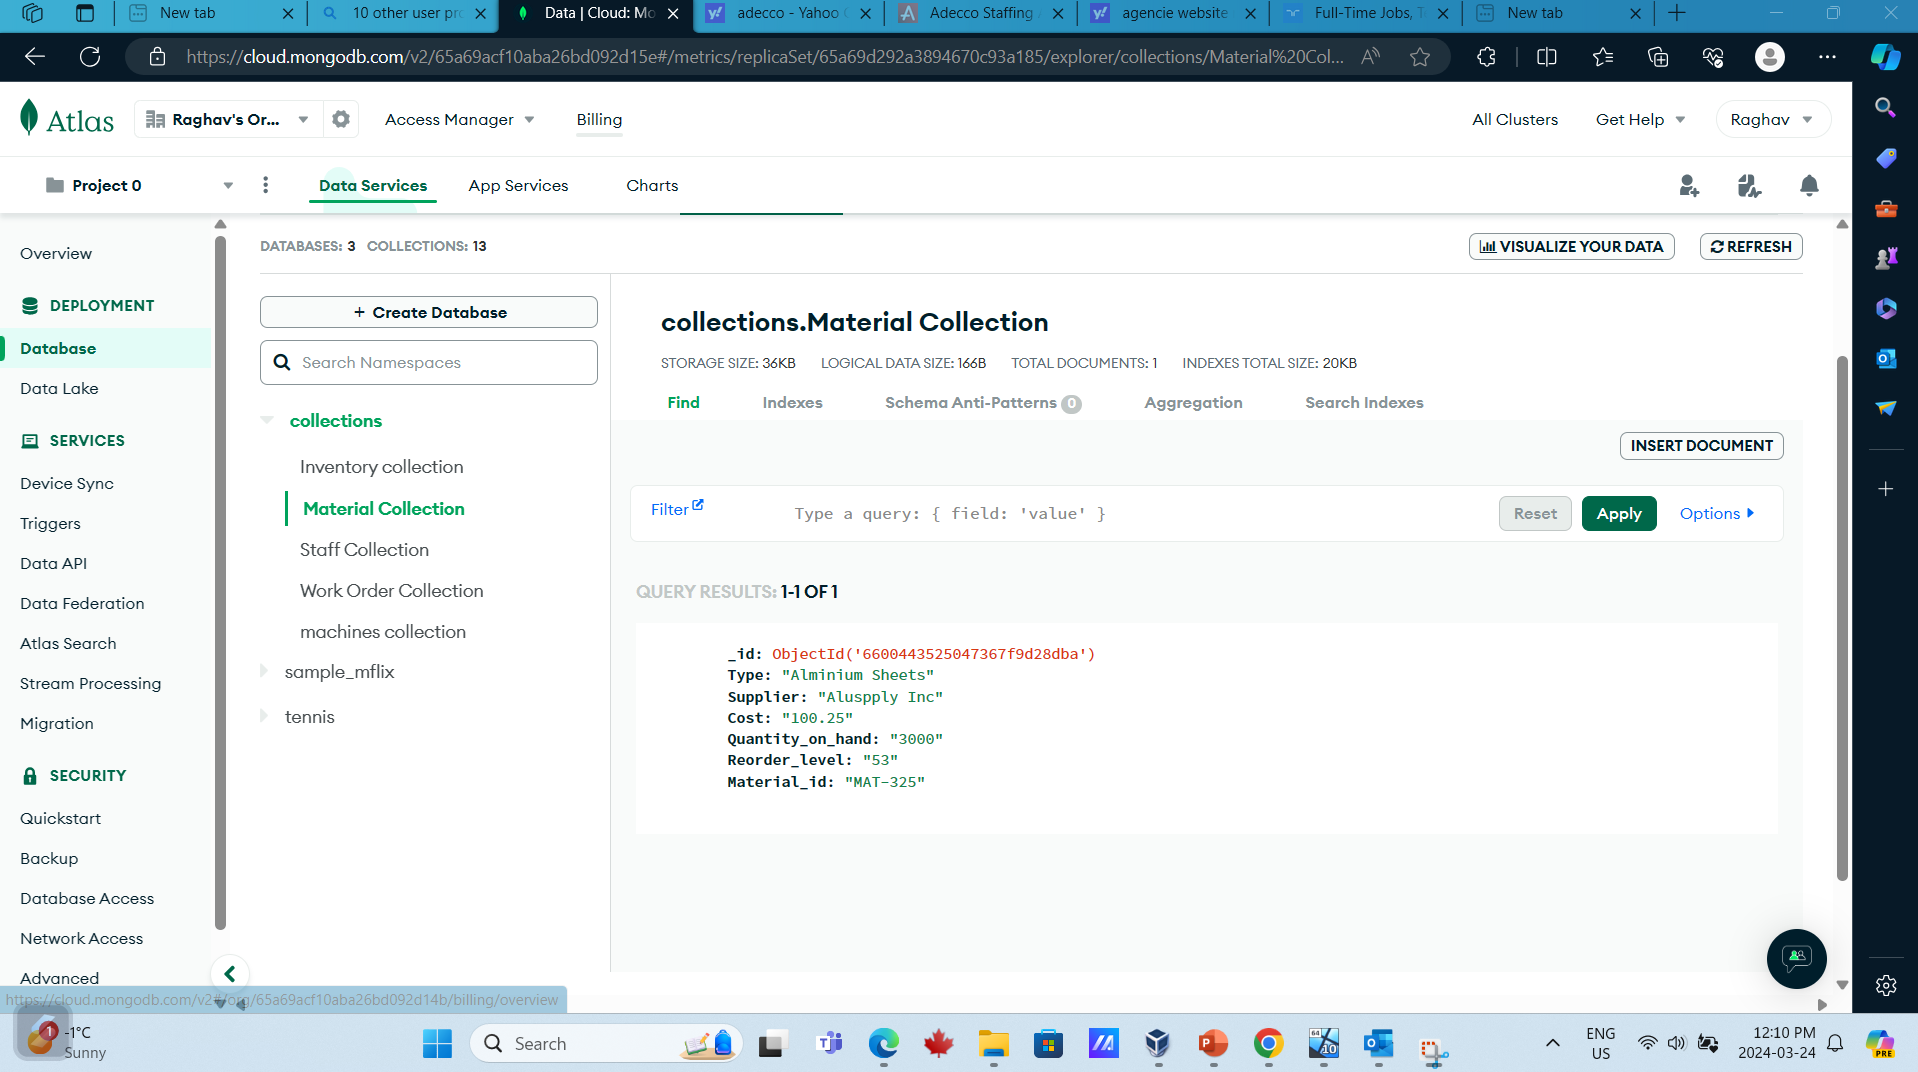 New tab
10 other user pr
Data | Cloud: Mo
adecco - Yahoo
Adecco Staffing
agencie website
Full-Time Jobs, T
New tab
https://cloud.mongodb.com/v2/65a69acf10aba26bd092d15e#/metrics/replicaSet/65a69d292a3894670c93a185/explorer/collections/Material%20Col...
Atlas
Raghav's Or...
Access Manager
Billing
All Clusters
Get Help
Raghav
Project 0
Data Services
App Services
Charts
Overview
DEPLOYMENT
Database
Data Lake
SERVICES
Device Sync
Triggers
Data API
Data Federation
Atlas Search
Stream Processing
Migration
SECURITY
Quickstart
Backup
Database Access
Network Access
Advanced
DATABASES: 3 COLLECTIONS: 13
VISUALIZE YOUR DATA
REFRESH
+ Create Database
Search Namespaces
collections
Inventory collection
Material Collection
Staff Collection
Work Order Collection
machines collection
sample_mflix
tennis
collections.Material Collection
STORAGE SIZE: 36KB LOGICAL DATA SIZE: 166B TOTAL DOCUMENTS: 1 INDEXES TOTAL SIZE: 20KB
Find
Indexes
Schema Anti-Patterns 0
Aggregation
Search Indexes
INSERT DOCUMENT
Filter
Type a query: { field: 'value' }
Reset
Apply
Options
QUERY RESULTS: 1-1 OF 1
_id: ObjectId('6600443525047367f9d28dba')
Type: "Alminium Sheets"
Supplier: "Aluspply Inc"
Cost: "100.25"
Quantity_on_hand: "3000"
Reorder_level: "53"
Material_id: "MAT-325"
https://cloud.mongodb.com/v2#/org/65a69acf10aba26bd092d14b/billing/overview
1
-1°C
Sunny
Search
64
10
ENG
US
12:10 PM
2024-03-24
PRE